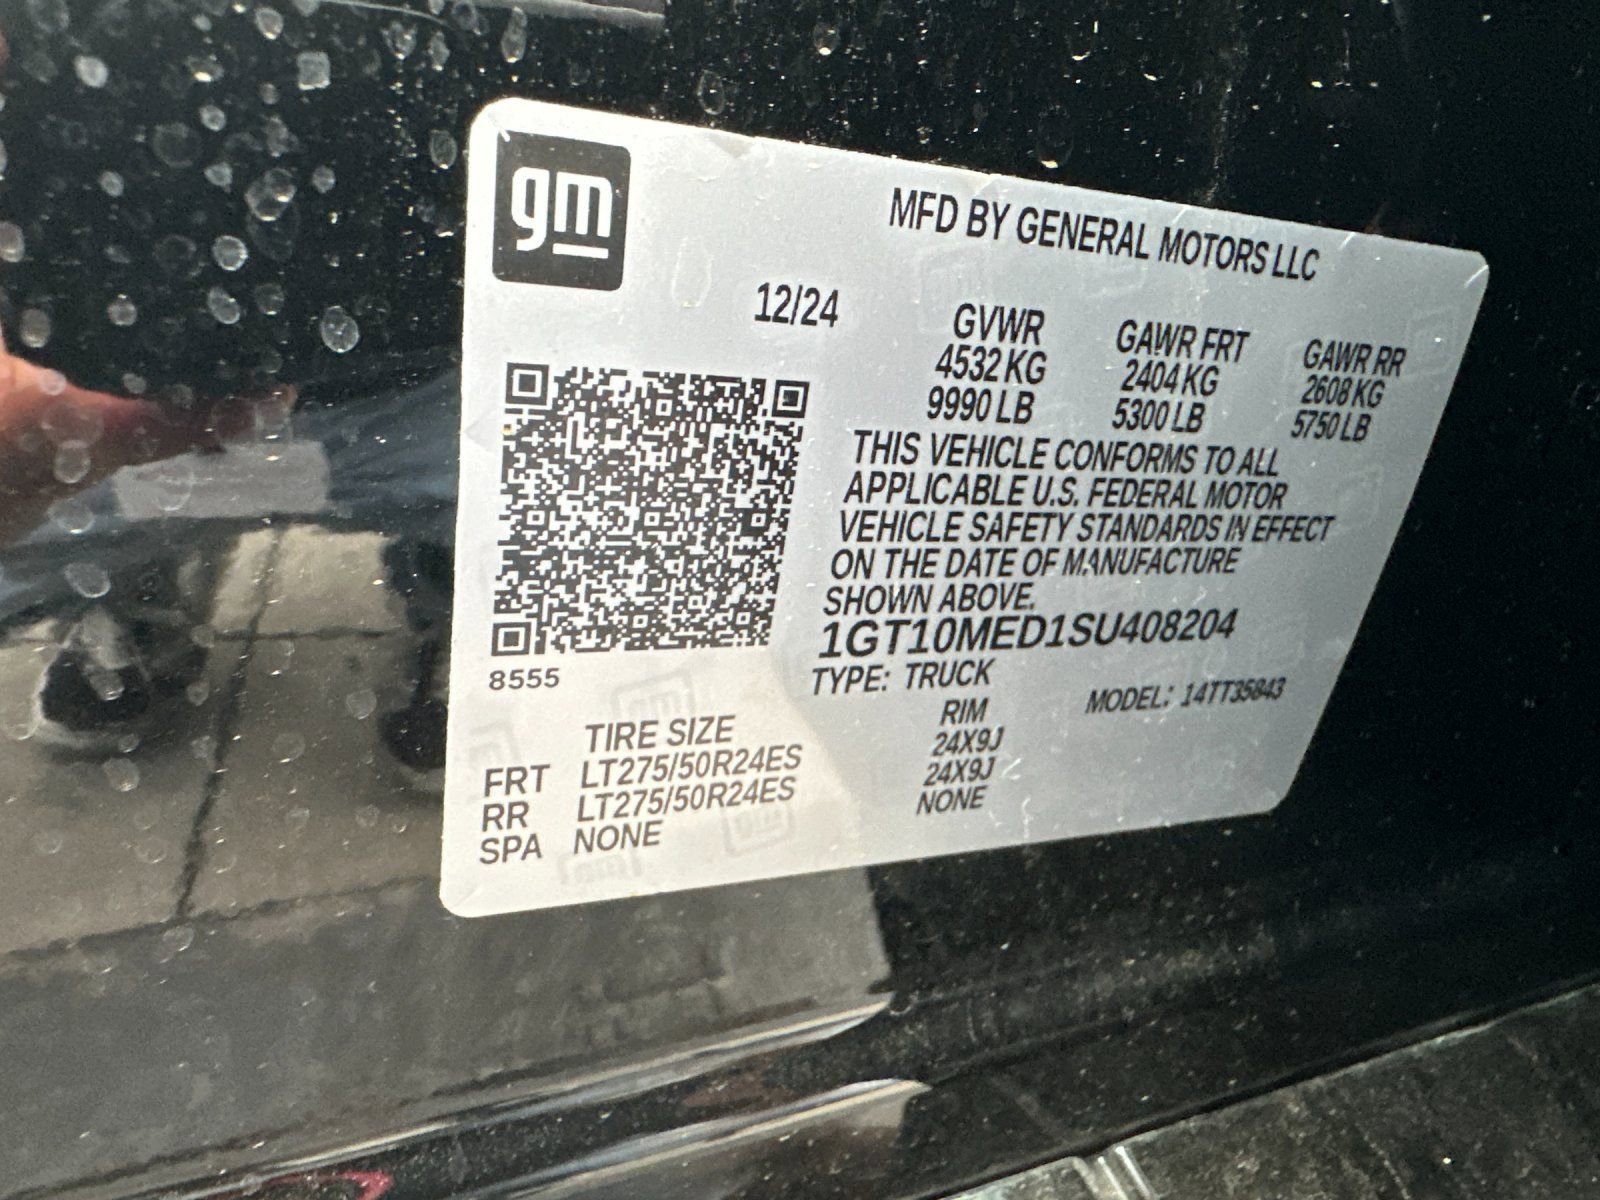 gm
MFD BY GENERAL MOTORS LLC
12/24
GVWR GAWR FRT GAWR RR
4532 KG 2404 KG 2608 KG
9990 LB 5300 LB 5750 LB
THIS VEHICLE CONFORMS TO ALL
APPLICABLE U.S. FEDERAL MOTOR
VEHICLE SAFETY STANDARDS IN EFFECT
ON THE DATE OF MANUFACTURE
SHOWN ABOVE.
1GT10MED1SU408204
8555
TYPE: TRUCK MODEL: 14TT35843
TIRE SIZE RIM
FRT LT275/50R24ES 24X9J
RR LT275/50R24ES 24X9J
SPA NONE NONE